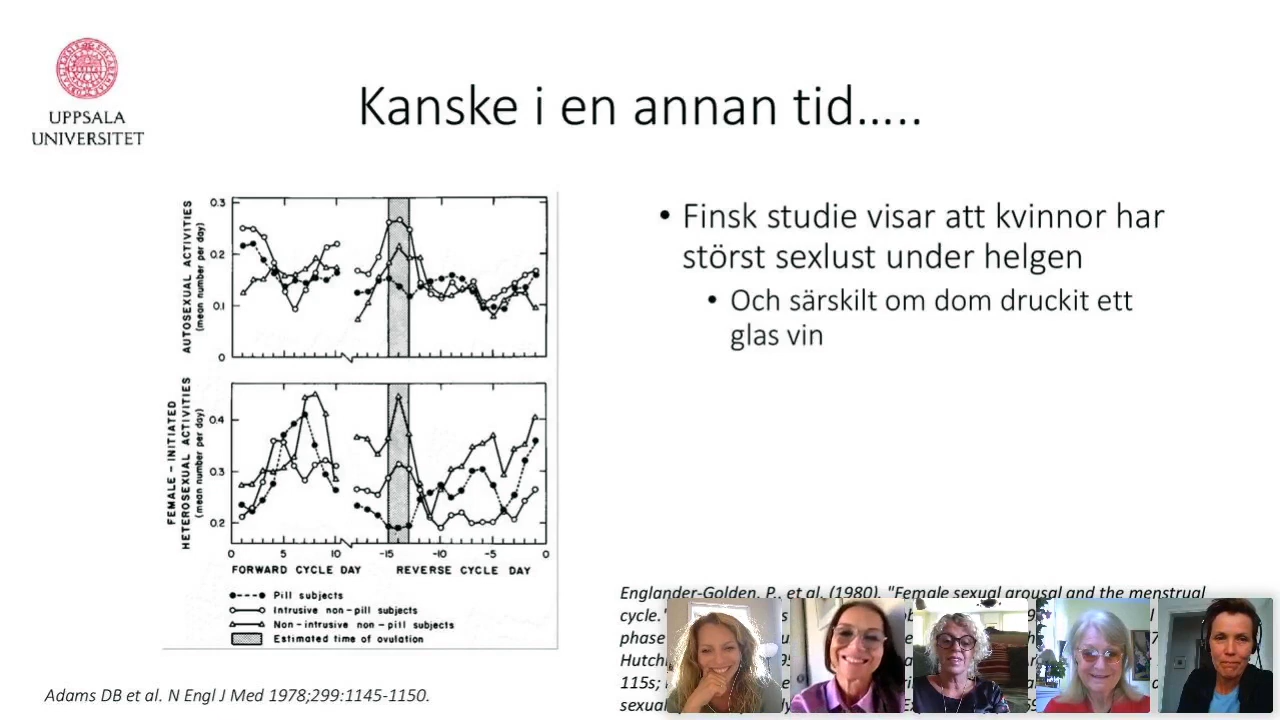 UPPSALA
UNIVERSITET
Kanske i en annan tid.....
AUTOSEXUAL ACTIVITIES
(mean number per day)
0.3
0.2
0.1
0
FEMALE-INITIATED
HETEROSEXUAL ACTIVITIES
(mean number per day)
0.4
0.3
0.2
0 5 10 -15 -10 -5 0
FORWARD CYCLE DAY REVERSE CYCLE DAY
Pill subjects
Intrusive non-pill subjects
Non-intrusive non-pill subjects
Estimated time of ovulation
• Finsk studie visar att kvinnor har
störst sexlust under helgen
• Och särskilt om dom druckit ett
glas vin
Englander-Golden, P., et al. (1980). "Female sexual arousal and the menstrual
cycle."
phase
Hutch
115s;
sexual
Adams DB et al. N Engl J Med 1978;299:1145-1150.